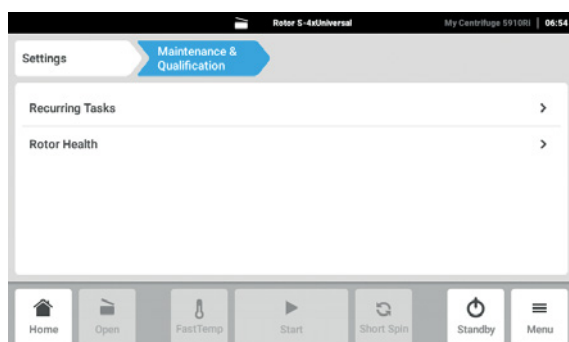 Rotor S-4xUniversal
My Centrifuge 5910Ri | 06:54
Settings
Maintenance &
Qualification
Recurring Tasks
Rotor Health
Home
Open
FastTemp
Start
Short Spin
Standby
Menu